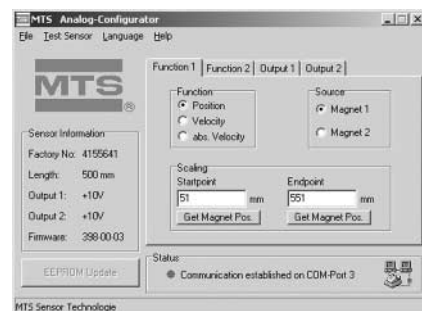 MTS Analog-Configurator
File Test Sensor Language Help
MTS
®
Sensor Information
Factory No: 4155641
Length: 500 mm
Output 1: +10V
Output 2: +10V
Firmware: 398-00-03
EEPROM Update
Function 1 Function 2 Output 1 Output 2
Function
Position
Velocity
abs. Velocity
Source
Magnet 1
Magnet 2
Scaling
Startpoint
51 mm
Get Magnet Pos.
Endpoint
551 mm
Get Magnet Pos.
Status
Communication established on COM-Port 3
MTS Sensor Technologie